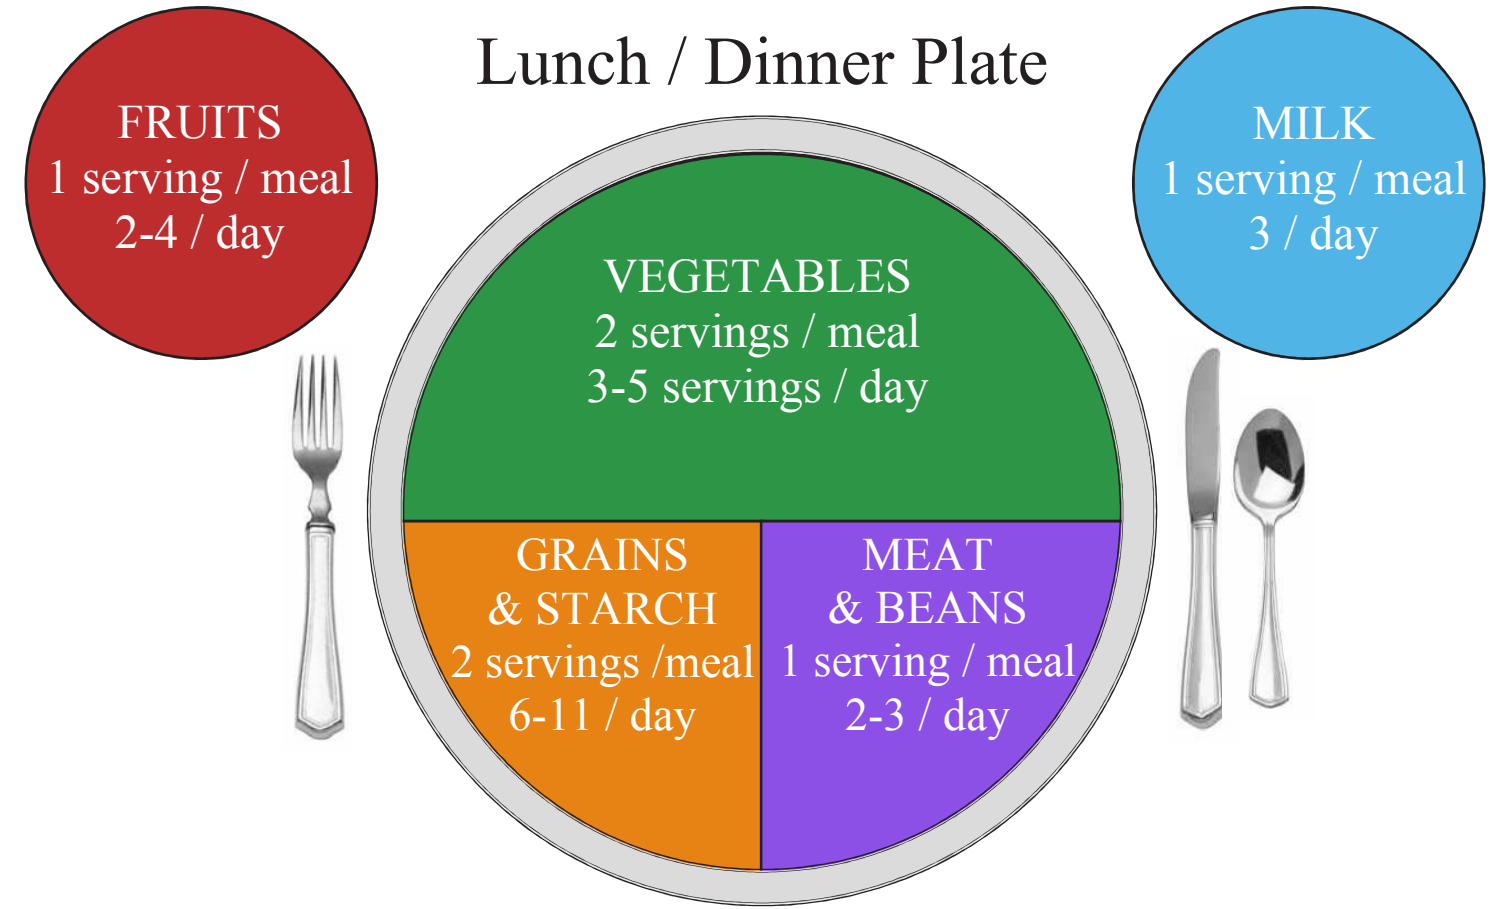 Lunch / Dinner Plate
FRUITS
1 serving / meal
2-4 / day
MILK
1 serving / meal
3 / day
VEGETABLES
2 servings / meal
3-5 servings / day
GRAINS
& STARCH
2 servings /meal
6-11 / day
MEAT
& BEANS
1 serving / meal
2-3 / day